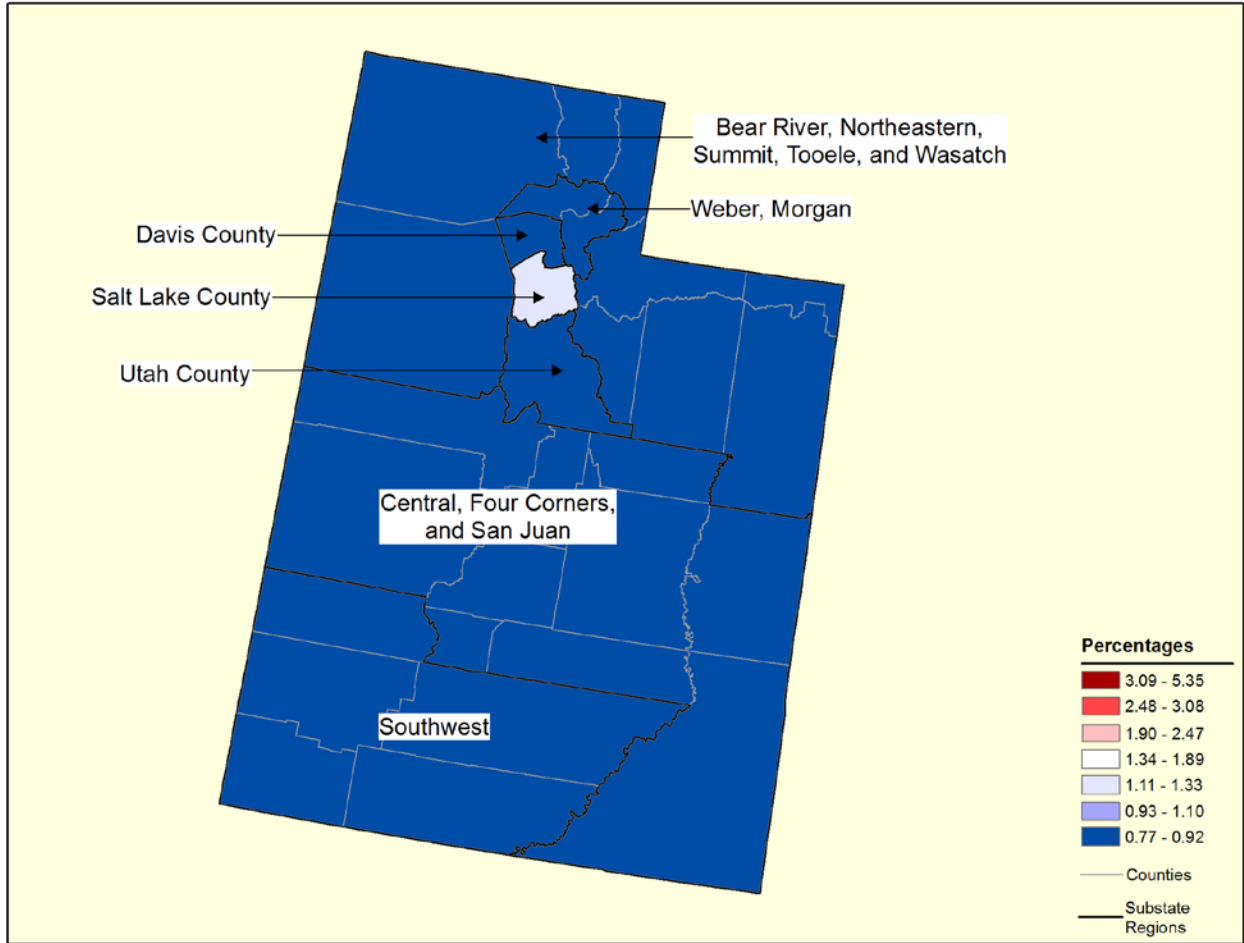 Bear River, Northeastern,
Summit, Tooele, and Wasatch
Weber, Morgan
Davis County
Salt Lake County
Utah County
Central, Four Corners,
and San Juan
Southwest
Percentages
3.09 - 5.35
2.48 - 3.08
1.90 - 2.47
1.34 - 1.89
1.11 - 1.33
0.93 - 1.10
0.77 - 0.92
Counties
Substate
Regions